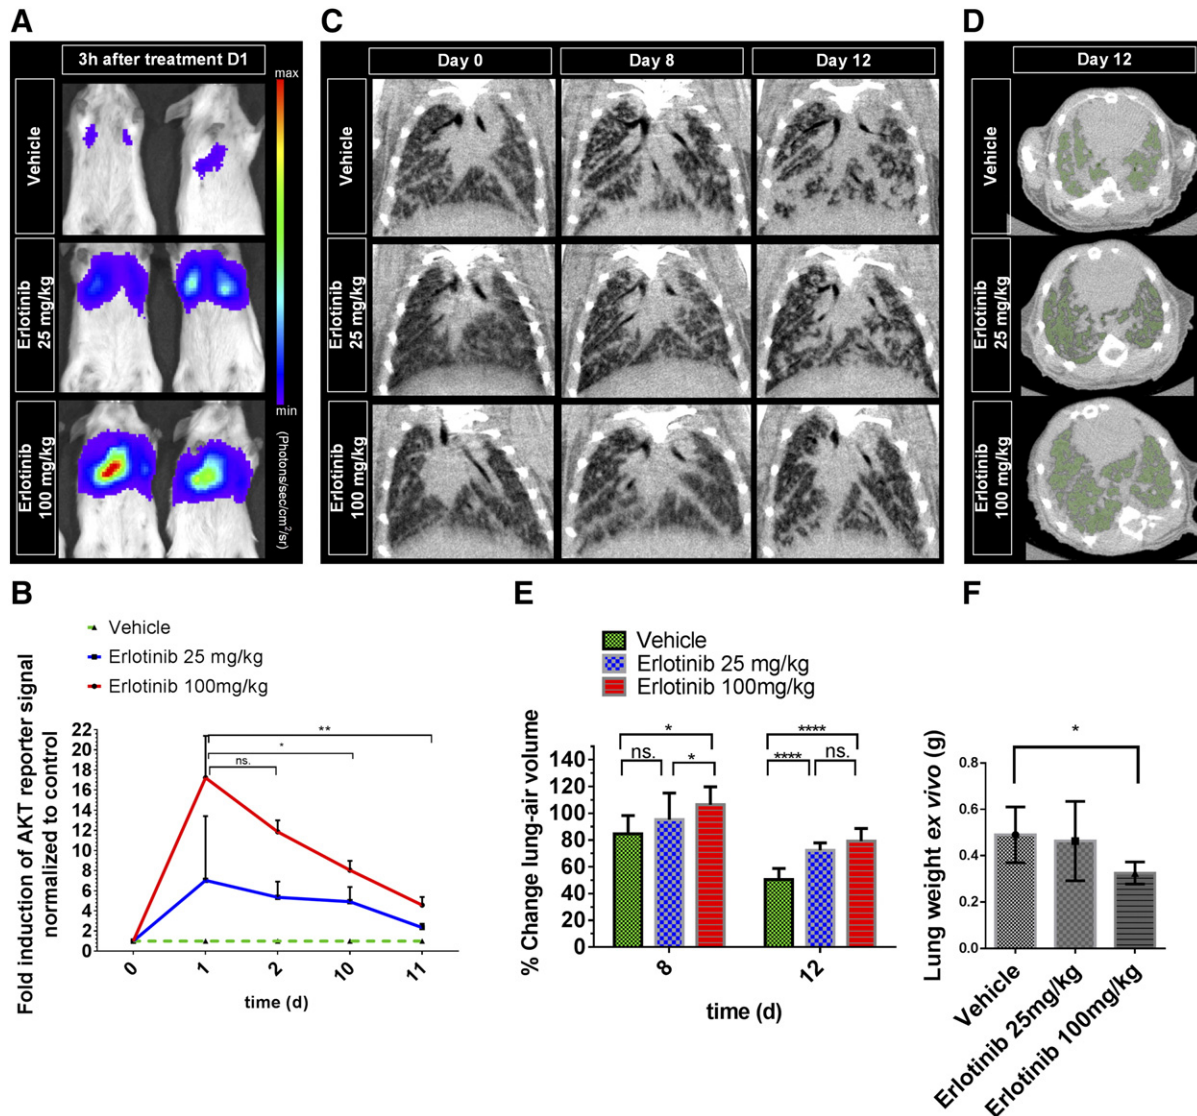 A
3h after treatment D1
Vehicle
Erlotinib
25 mg/kg
Erlotinib
100 mg/kg
max
min
(Photons/sec/cm²/sr)
C
Day 0
Day 8
Day 12
Vehicle
Erlotinib
25 mg/kg
Erlotinib
100 mg/kg
D
Day 12
Vehicle
Erlotinib
25 mg/kg
Erlotinib
100 mg/kg
B
Vehicle
Erlotinib 25 mg/kg
Erlotinib 100mg/kg
Fold induction of AKT reporter signal
normalized to control
22
20
18
16
14
12
10
8
6
4
2
0
**
*
ns.
0 1 2 10 11
time (d)
E
Vehicle
Erlotinib 25 mg/kg
Erlotinib 100mg/kg
% Change lung-air volume
140
120
100
80
60
40
20
0
* ****
ns. * **** ns.
8 12
time (d)
F
Lung weight ex vivo (g)
0.8
0.6
0.4
0.2
0.0
*
Vehicle
Erlotinib 25mg/kg
Erlotinib 100mg/kg